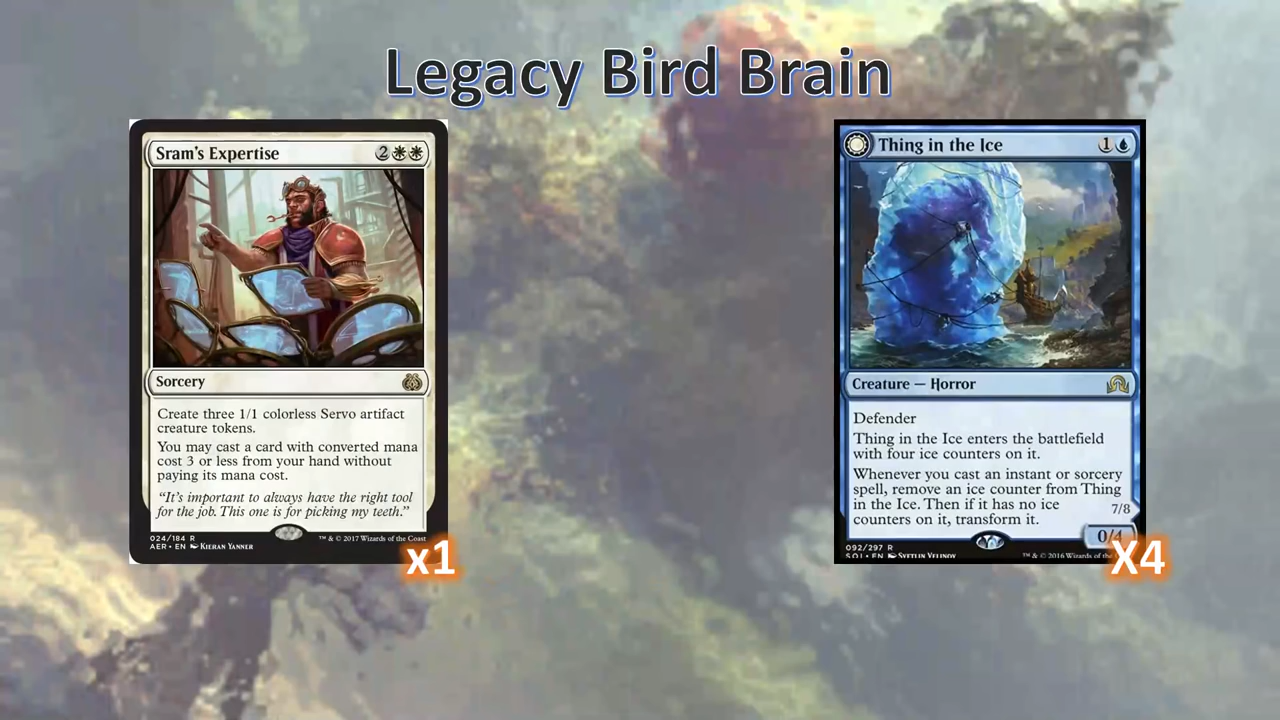 Legacy Bird Brain
Sram's Expertise 2
Sorcery
Create three 1/1 colorless Servo artifact
creature tokens.
You may cast a card with converted mana
cost 3 or less from your hand without
paying its mana cost.
"It's important to always have the right tool
for the job. This one is for picking my teeth."
024/184 R
AER • EN KIERAN YANNER
™ & © 2017 Wizards of the Coast
x1
Thing in the Ice 1
Creature — Horror
Defender
Thing in the Ice enters the battlefield
with four ice counters on it.
Whenever you cast an instant or sorcery
spell, remove an ice counter from Thing
in the Ice. Then if it has no ice
counters on it, transform it.
7/8
0/4
092/297 R
SOI • EN SVETLIN VELINOV
™ & © 2016 Wizards of the
X4